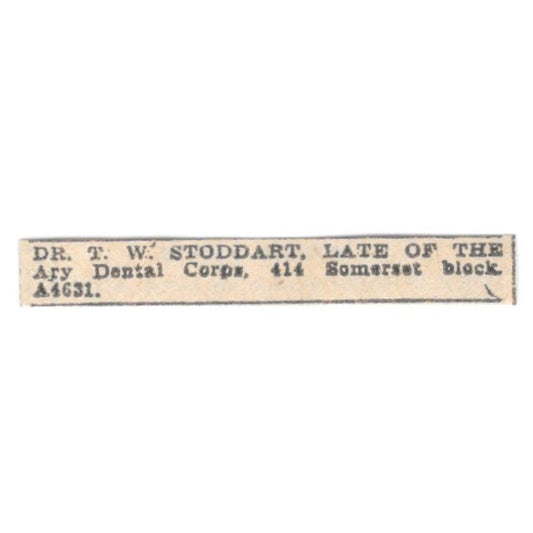 DR. T. W. STODDART, LATE OF THE
Ary Dental Corps, 414 Somerset block.
A4631.